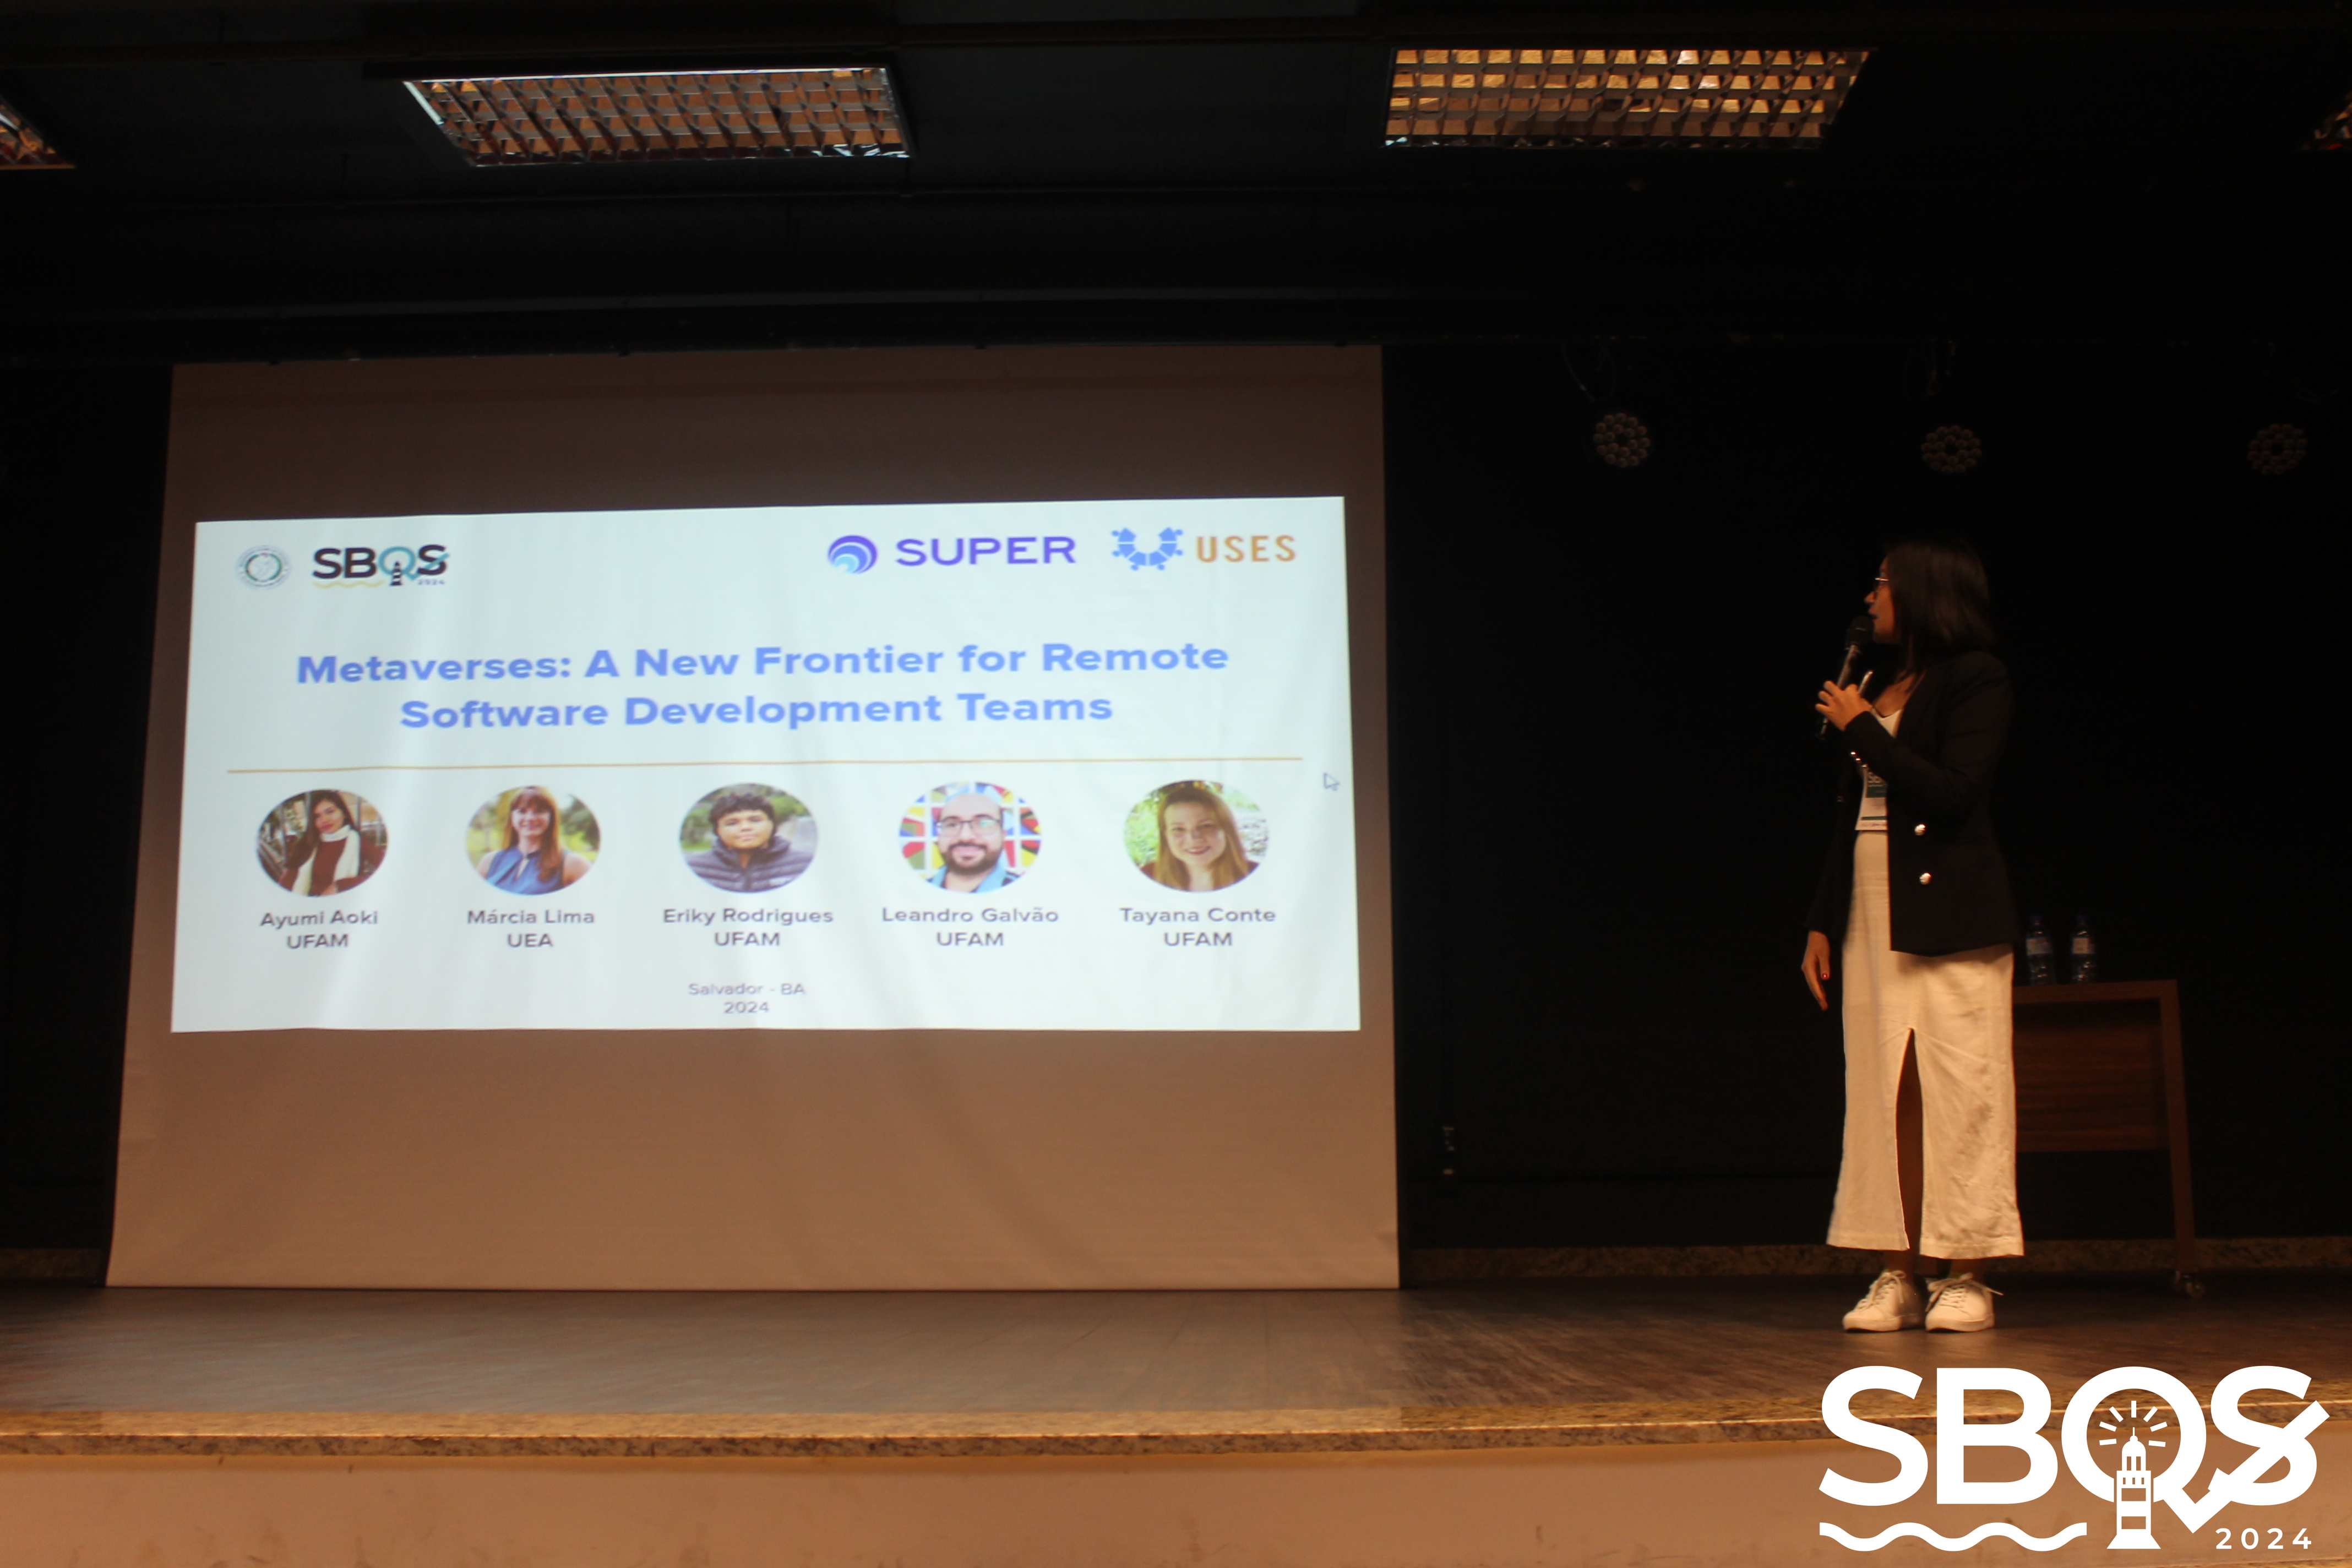 SBQS
2024
SUPER
USES
Metaverses: A New Frontier for Remote
Software Development Teams
Ayumi Aoki
UFAM
Márcia Lima
UEA
Eriky Rodrigues
UFAM
Leandro Galvão
UFAM
Tayana Conte
UFAM
Salvador - BA
2024
SBQS
2024